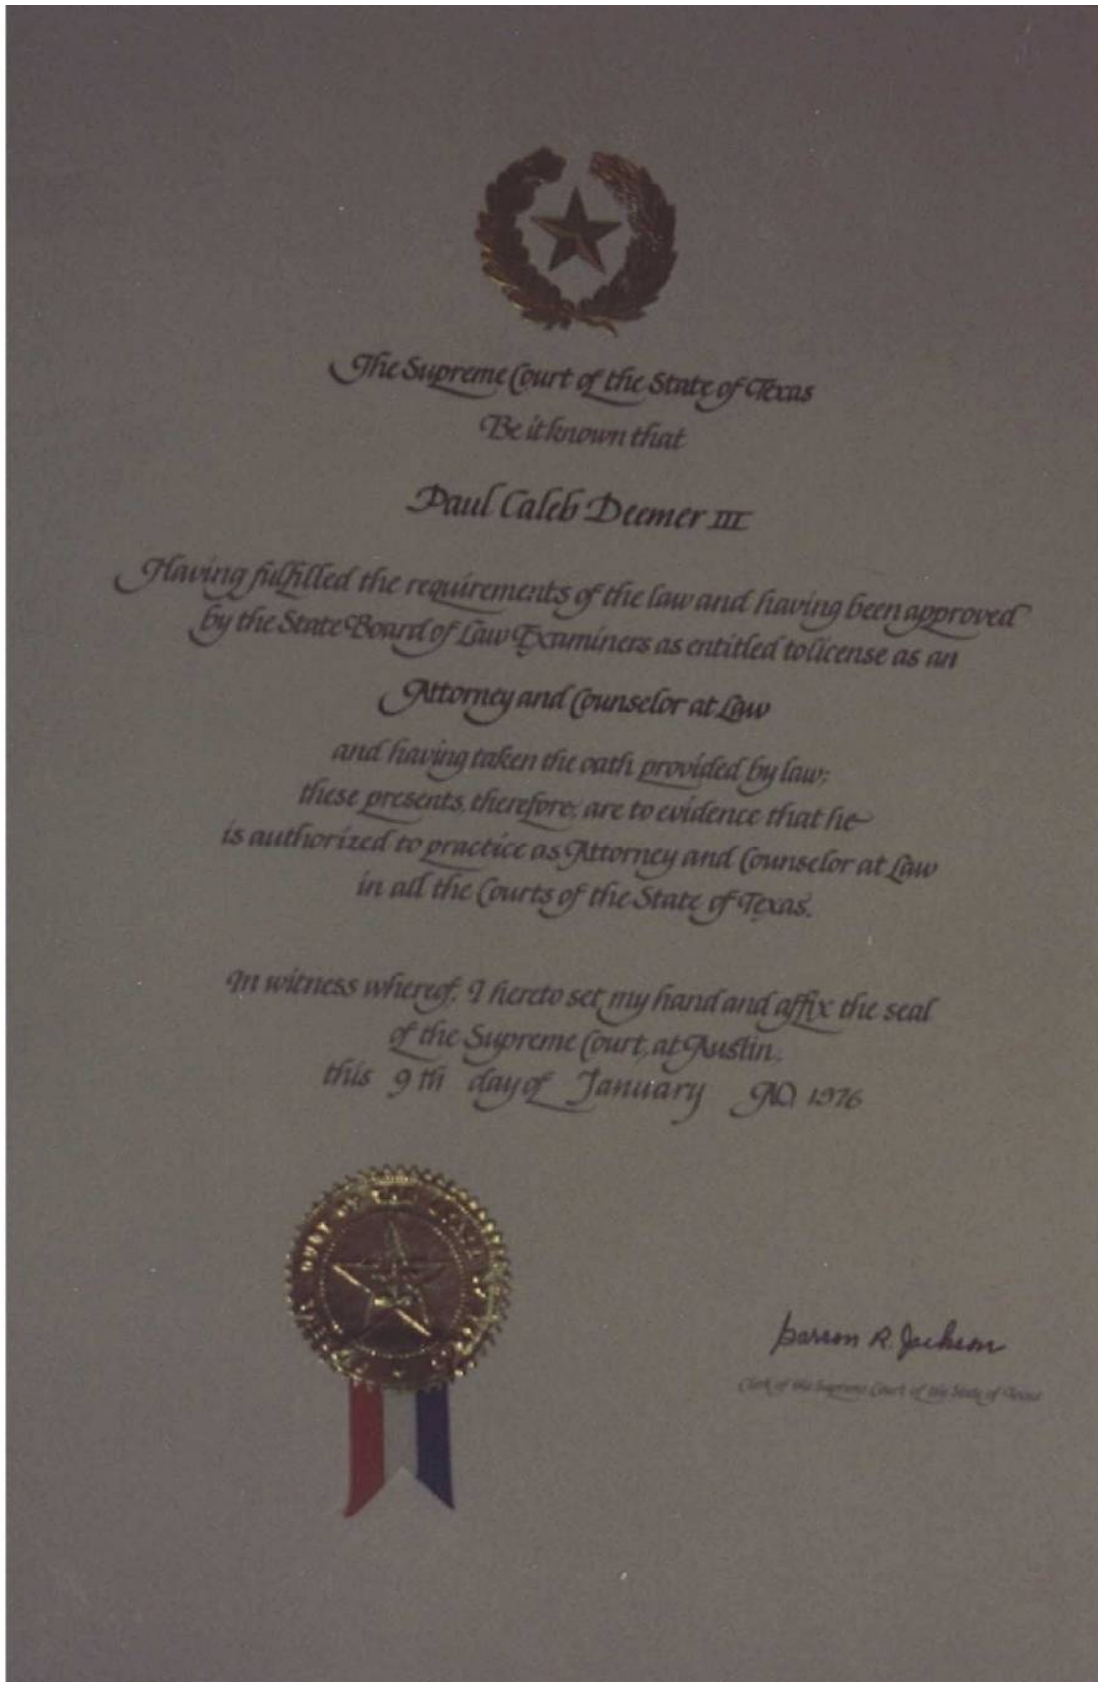 The Supreme Court of the State of Texas
Be it known that
Paul Caleb Deemer III
Having fulfilled the requirements of the law and having been approved
by the State Board of Law Examiners as entitled to license as an
Attorney and Counselor at Law
and having taken the oath provided by law;
these presents, therefore, are to evidence that he
is authorized to practice as Attorney and Counselor at Law
in all the Courts of the State of Texas.
In witness whereof, I hereto set my hand and affix the seal
of the Supreme Court, at Austin,
this 9th day of January A.D. 1976
R. Jackson
Clerk of the Supreme Court of the State of Texas